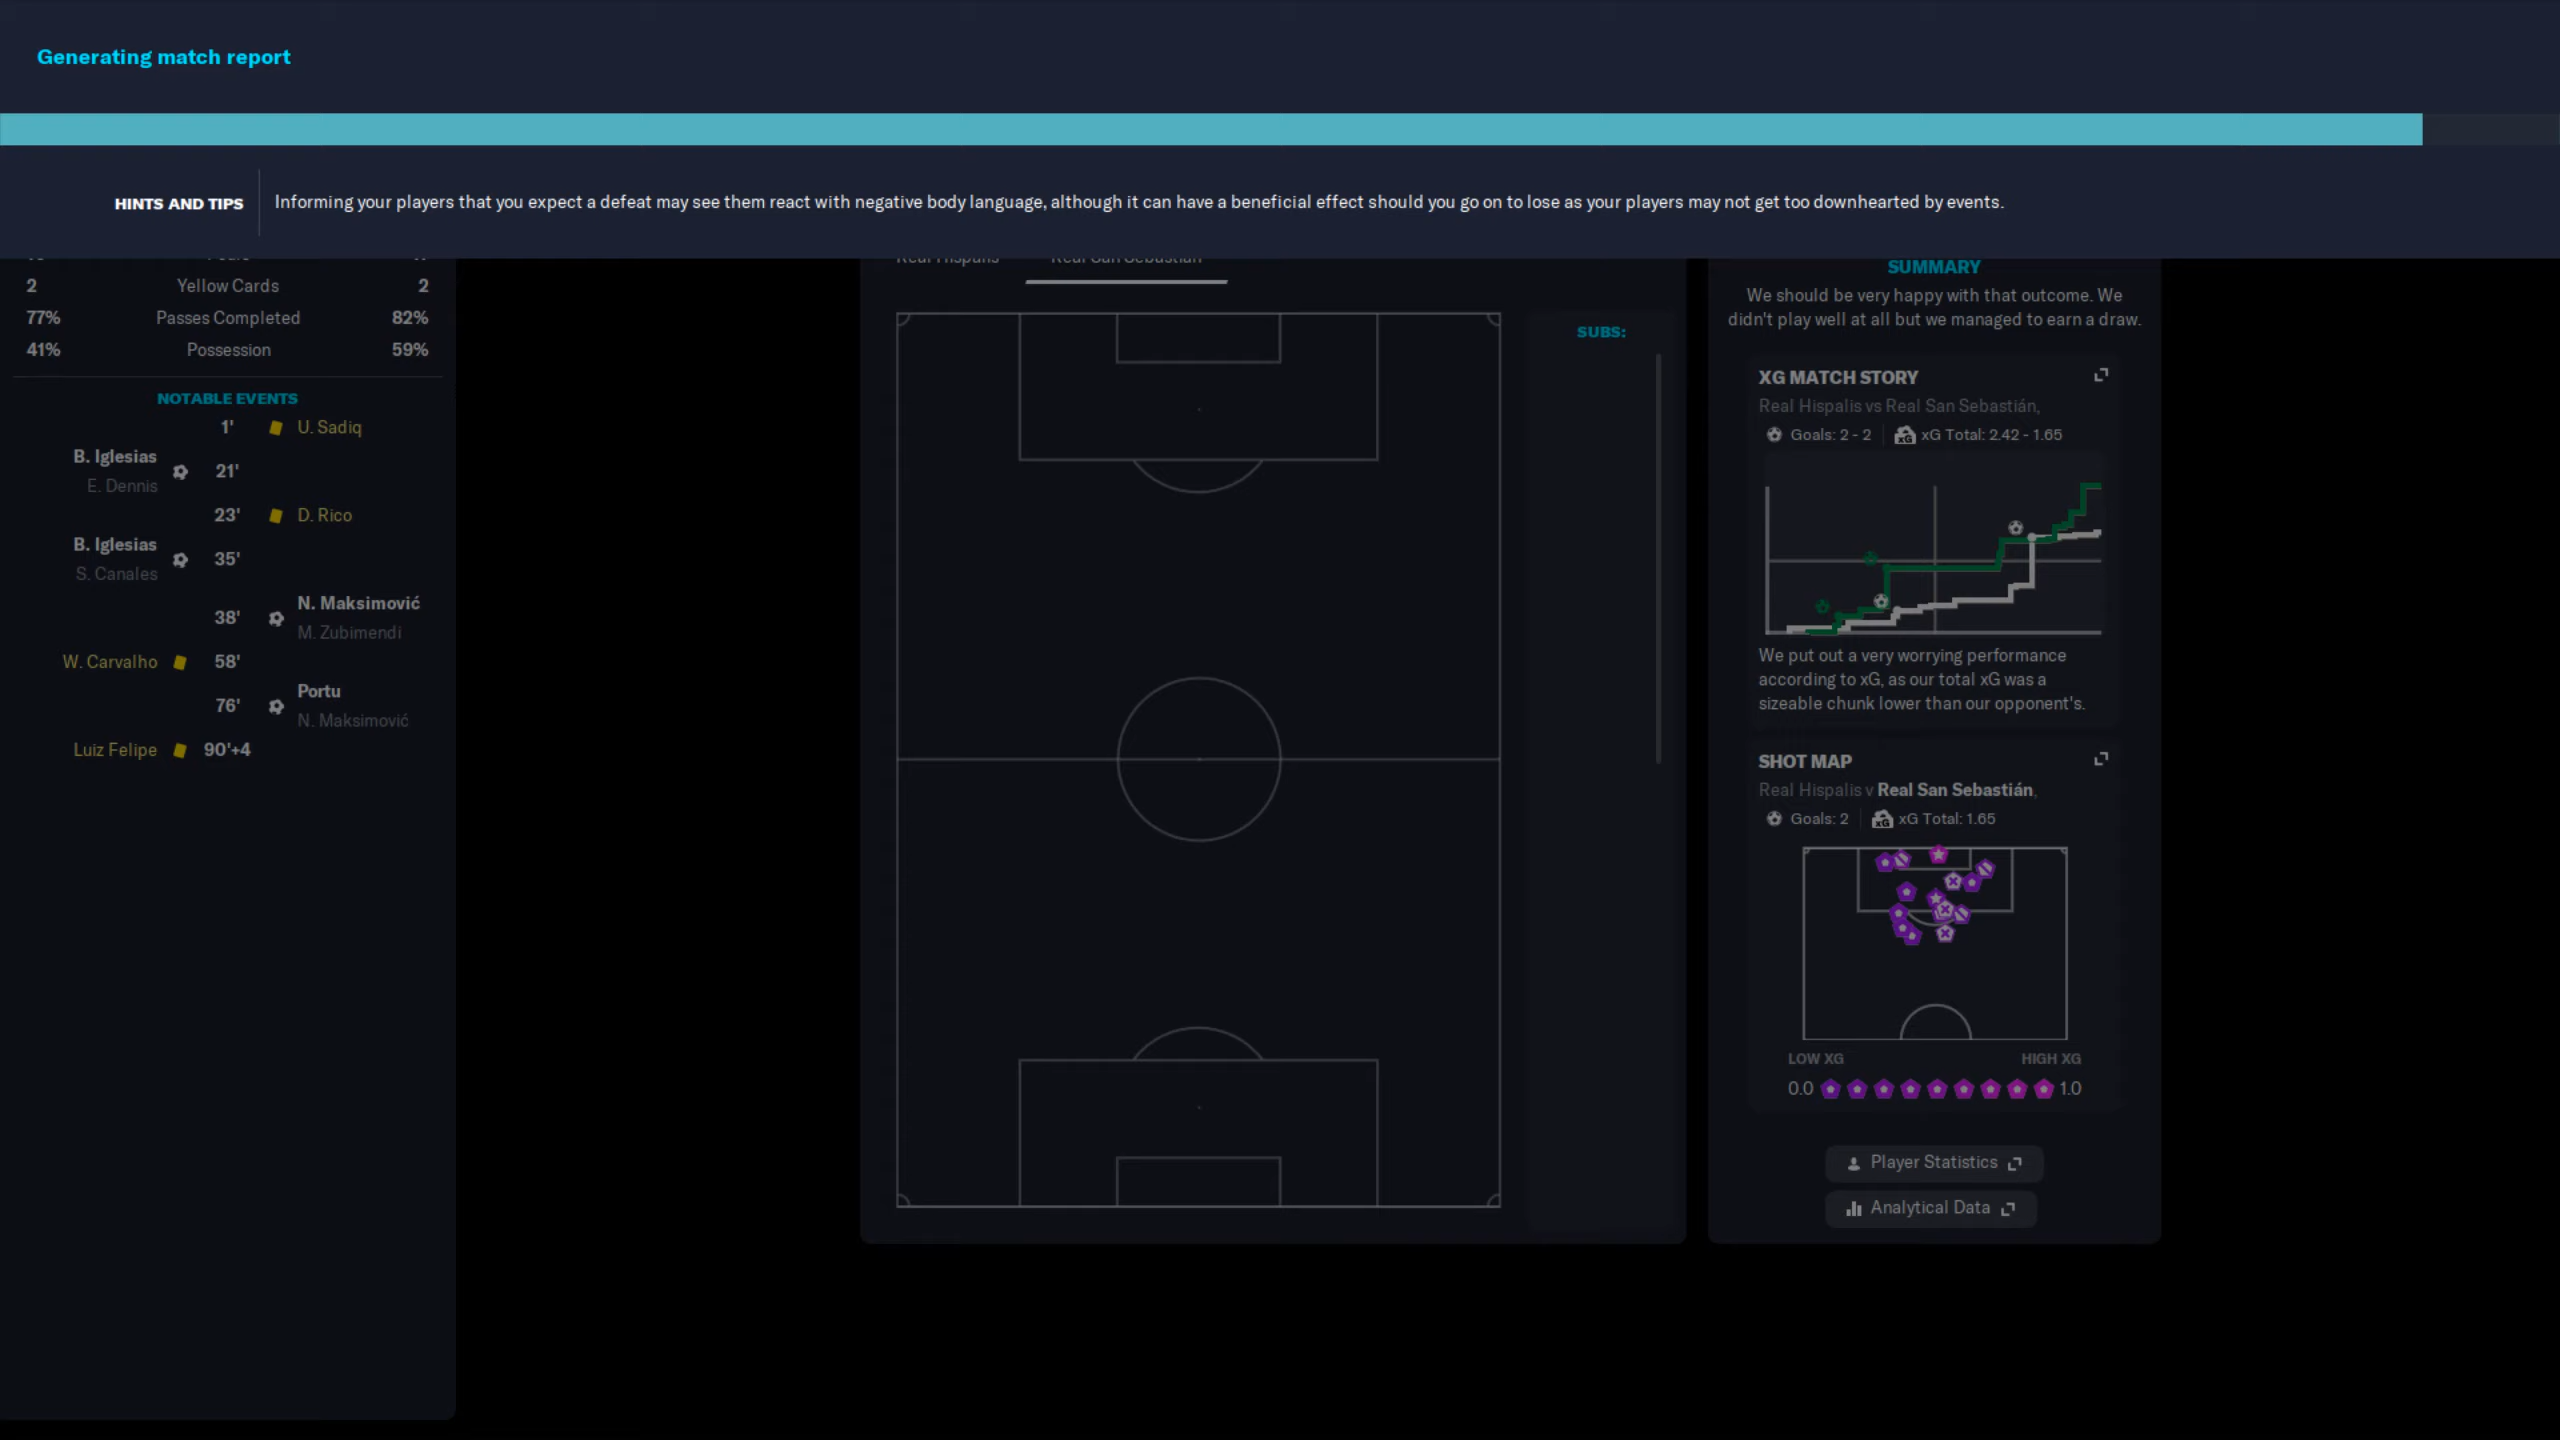 Generating match report
HINTS AND TIPS
Informing your players that you expect a defeat may see them react with negative body language, although it can have a beneficial effect should you go on to lose as your players may not get too downhearted by events.
2 Yellow Cards 2
77% Passes Completed 82%
41% Possession 59%
NOTABLE EVENTS
1' U. Sadiq
B. Iglesias
E. Dennis
21'
23' D. Rico
B. Iglesias
S. Canales
35'
38'
N. Maksimović
M. Zubimendi
W. Carvalho 58'
76'
Portu
N. Maksimović
Luiz Felipe 90'+4
Real Hispalis Real San Sebastián
SUBS:
SUMMARY
We should be very happy with that outcome. We
didn't play well at all but we managed to earn a draw.
XG MATCH STORY
Real Hispalis vs Real San Sebastián,
Goals: 2 - 2 xG xG Total: 2.42 - 1.65
We put out a very worrying performance
according to xG, as our total xG was a
sizeable chunk lower than our opponent's.
SHOT MAP
Real Hispalis v Real San Sebastián,
Goals: 2 xG xG Total: 1.65
LOW XG HIGH XG
0.0 1.0
Player Statistics
Analytical Data